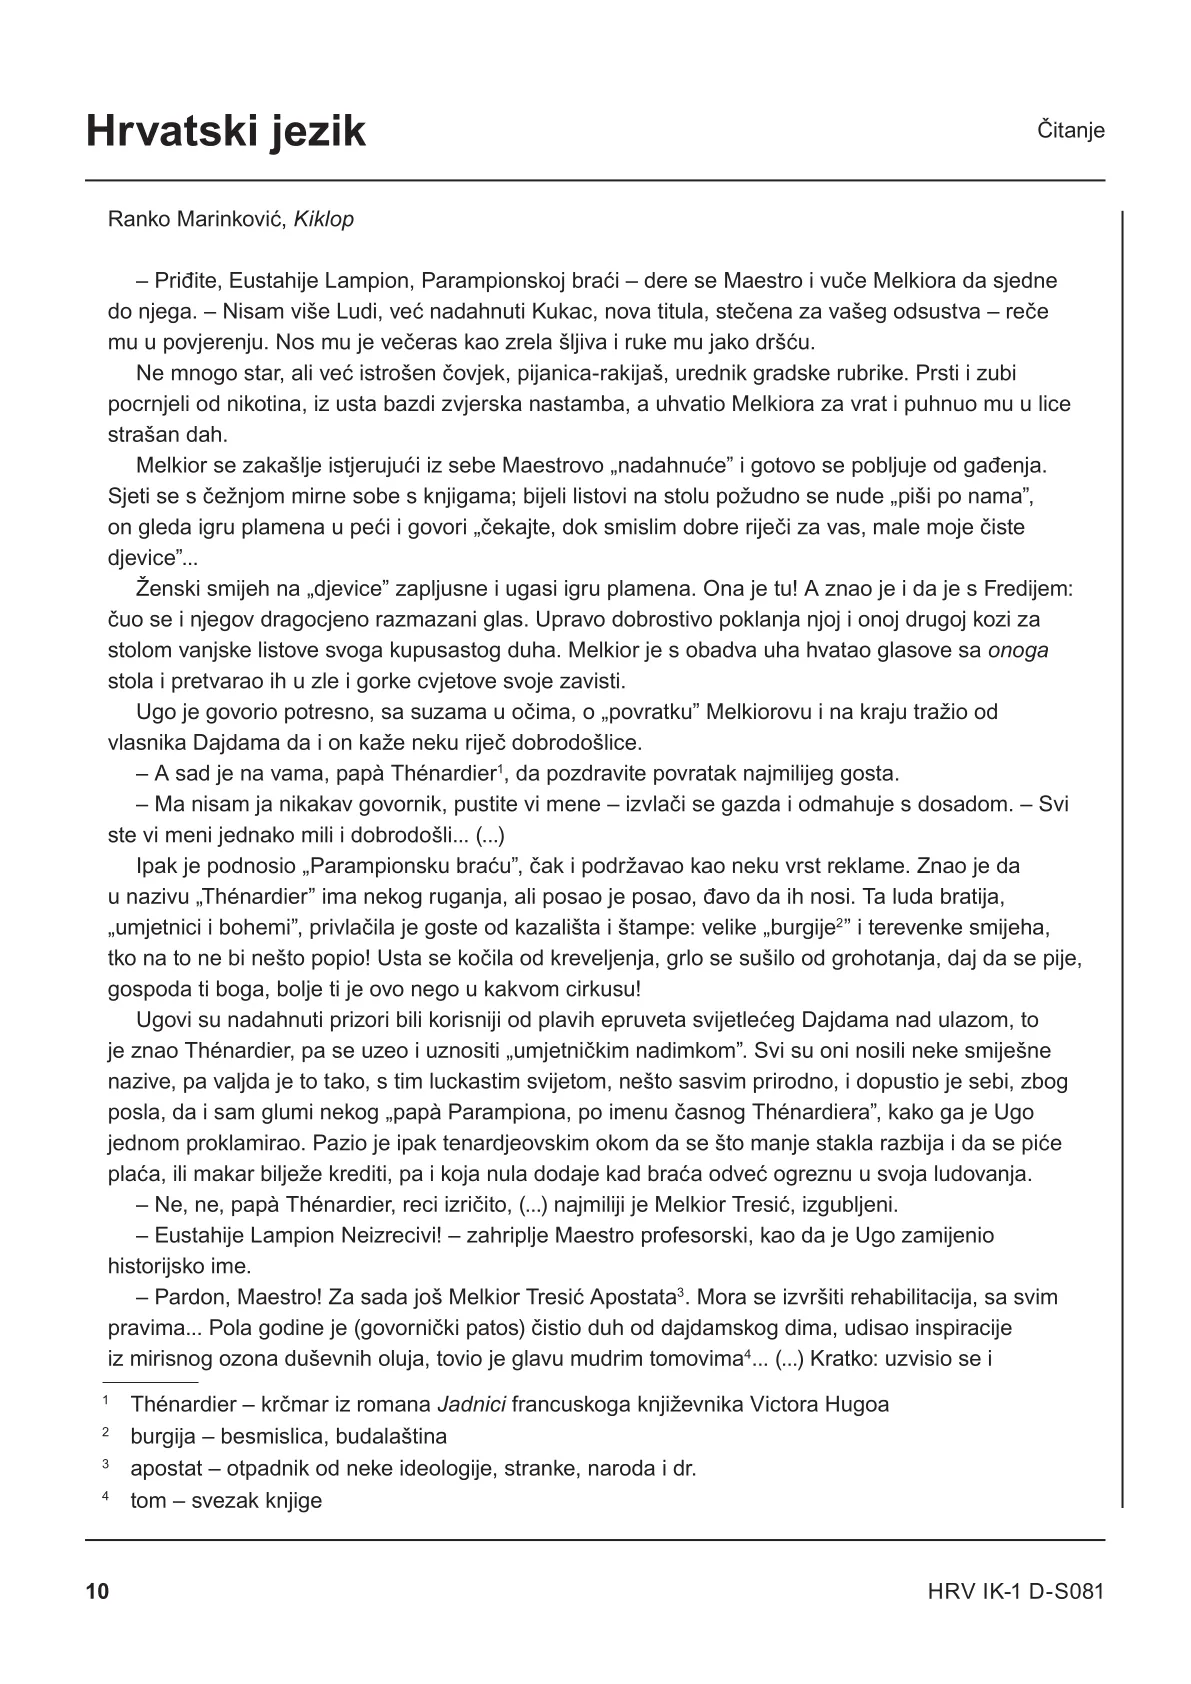 Hrvatski jezik
Čitanje
Ranko Marinković, Kiklop
– Priđite, Eustahije Lampion, Parampionskoj braći – dere se Maestro i vuče Melkiora da sjedne
do njega. – Nisam više Ludi, već nadahnuti Kukac, nova titula, stečena za vašeg odsustva – reče
mu u povjerenju. Nos mu je večeras kao zrela šljiva i ruke mu jako dršću.
Ne mnogo star, ali već istrošen čovjek, pijanica-rakijaš, urednik gradske rubrike. Prsti i zubi
pocrnjeli od nikotina, iz usta bazdi zvjerska nastamba, a uhvatio Melkiora za vrat i puhnuo mu u lice
strašan dah.
Melkior se zakašlje istjerujući iz sebe Maestrovo „nadahnuće” i gotovo se pobljuje od gađenja.
Sjeti se s čežnjom mirne sobe s knjigama; bijeli listovi na stolu požudno se nude „piši po nama”,
on gleda igru plamena u peći i govori „čekajte, dok smislim dobre riječi za vas, male moje čiste
djevice”...
Ženski smijeh na „djevice” zapljusne i ugasi igru plamena. Ona je tu! A znao je i da je s Fredijem:
čuo se i njegov dragocjeno razmazani glas. Upravo dobrostivo poklanja njoj i onoj drugoj kozi za
stolom vanjske listove svoga kupusastog duha. Melkior je s obadva uha hvatao glasove sa onoga
stola i pretvarao ih u zle i gorke cvjetove svoje zavisti.
Ugo je govorio potresno, sa suzama u očima, o „povratku” Melkiorovu i na kraju tražio od
vlasnika Dajdama da i on kaže neku riječ dobrodošlice.
– A sad je na vama, papà Thénardier¹, da pozdravite povratak najmilijeg gosta.
– Ma nisam ja nikakav govornik, pustite vi mene – izvlači se gazda i odmahuje s dosadom. – Svi
ste vi meni jednako mili i dobrodošli... (...)
Ipak je podnosio „Parampionsku braću”, čak i podržavao kao neku vrst reklame. Znao je da
u nazivu „Thénardier” ima nekog ruganja, ali posao je posao, đavo da ih nosi. Ta luda bratija,
„umjetnici i bohemi”, privlačila je goste od kazališta i štampe: velike „burgije²” i terevenke smijeha,
tko na to ne bi nešto popio! Usta se kočila od kreveljenja, grlo se sušilo od grohotanja, daj da se pije,
gospoda ti boga, bolje ti je ovo nego u kakvom cirkusu!
Ugovi su nadahnuti prizori bili korisniji od plavih epruveta svijetlećeg Dajdama nad ulazom, to
je znao Thénardier, pa se uzeo i uznositi „umjetničkim nadimkom”. Svi su oni nosili neke smiješne
nazive, pa valjda je to tako, s tim luckastim svijetom, nešto sasvim prirodno, i dopustio je sebi, zbog
posla, da i sam glumi nekog „papà Parampiona, po imenu časnog Thénardiera”, kako ga je Ugo
jednom proklamirao. Pazio je ipak tenardjeovskim okom da se što manje stakla razbija i da se piće
plaća, ili makar bilježe krediti, pa i koja nula dodaje kad braća odveć ogreznu u svoja ludovanja.
– Ne, ne, papà Thénardier, reci izričito, (...) najmiliji je Melkior Tresić, izgubljeni.
– Eustahije Lampion Neizrecivi! – zahriplje Maestro profesorski, kao da je Ugo zamijenio
historijsko ime.
– Pardon, Maestro! Za sada još Melkior Tresić Apostata³. Mora se izvršiti rehabilitacija, sa svim
pravima... Pola godine je (govornički patos) čistio duh od dajdamskog dima, udisao inspiracije
iz mirisnog ozona duševnih oluja, tovio je glavu mudrim tomovima⁴... (...) Kratko: uzvisio se i
¹ Thénardier – krčmar iz romana Jadnici francuskoga književnika Victora Hugoa
² burgija – besmislica, budalaština
³ apostat – otpadnik od neke ideologije, stranke, naroda i dr.
⁴ tom – svezak knjige
10
HRV IK-1 D-S081